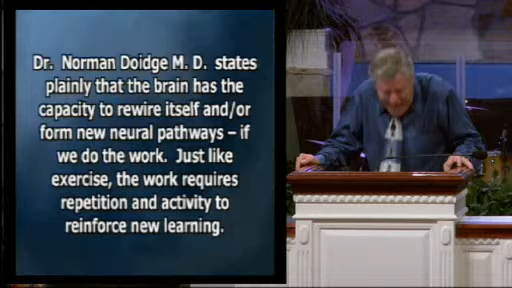 Dr. Norman Doidge M. D. states
plainly that the brain has the
capacity to rewire itself and/or
form new neural pathways – if
we do the work. Just like
exercise, the work requires
repetition and activity to
reinforce new learning.